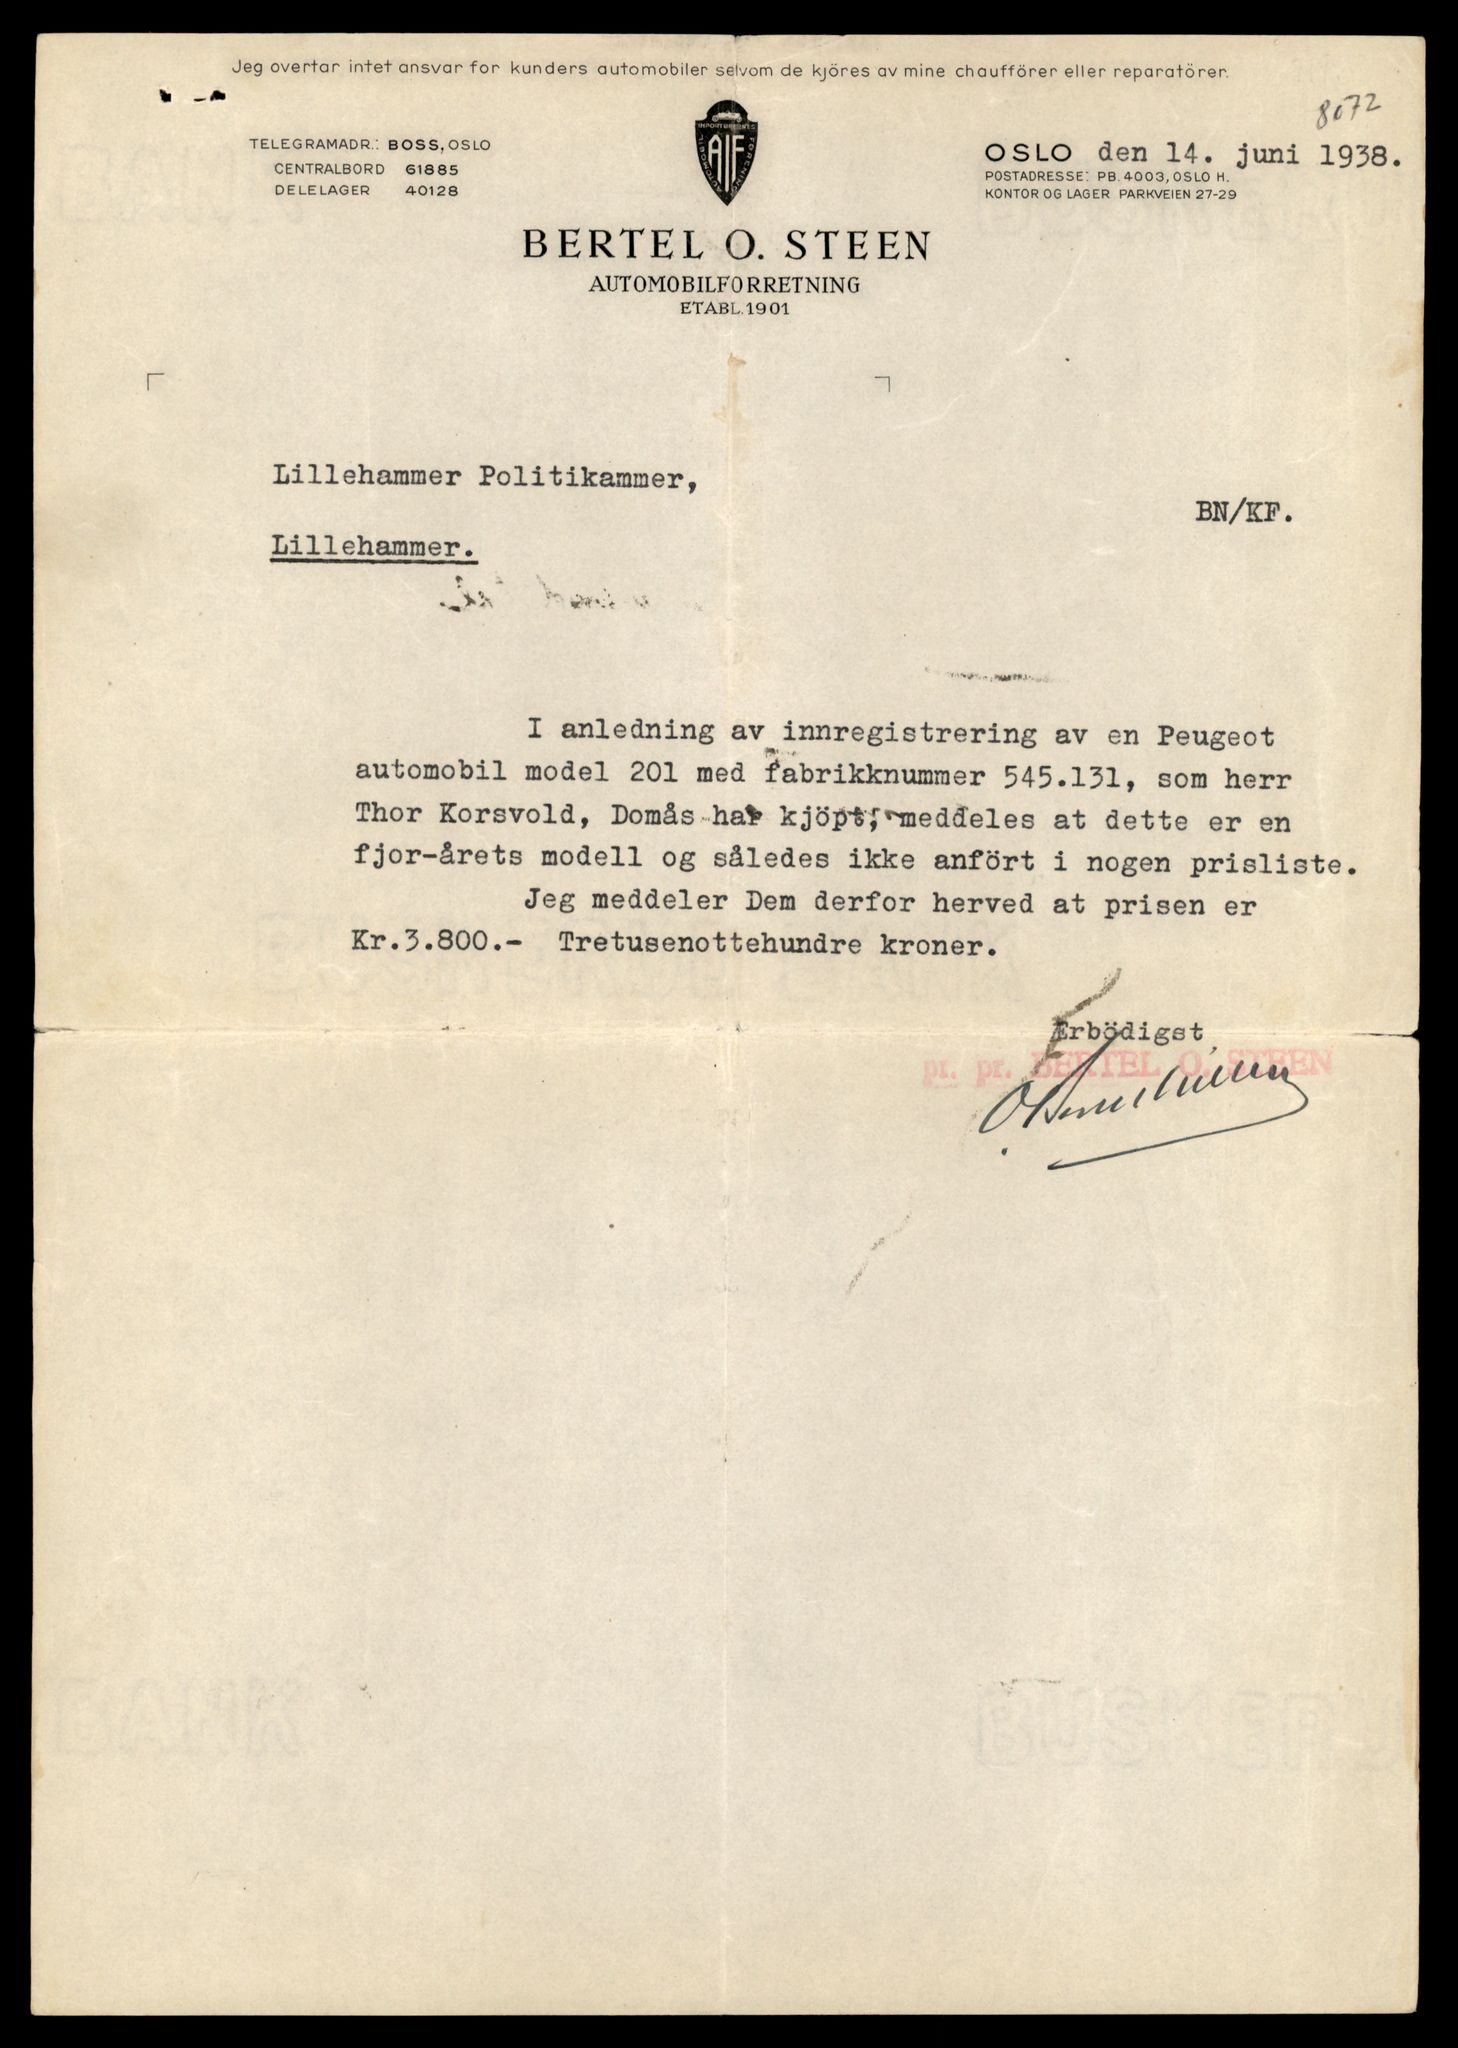 Jeg overtar intet ansvar for kunders automobiler selvom de kjöres av mine chaufförer eller reparatörer.
8072
TELEGRAMADR.: BOSS, OSLO
CENTRALBORD 61885
DELELAGER 40128
AIF
OSLO den 14. juni 1938.
POSTADRESSE: PB. 4003, OSLO H.
KONTOR OG LAGER PARKVEIEN 27-29
BERTEL O. STEEN
AUTOMOBILFORRETNING
ETABL. 1901
Lillehammer Politikammer,
BN/KF.
Lillehammer.
I anledning av innregistrering av en Peugeot
automobil model 201 med fabrikknummer 545.131, som herr
Thor Korsvold, Domås har kjöpt, meddeles at dette er en
fjor-årets modell og således ikke anfört i nogen prisliste.
Jeg meddeler Dem derfor herved at prisen er
Kr.3.800.- Tretusenottehundre kroner.
Ærbödigst
pr. pr. BERTEL O. STEEN